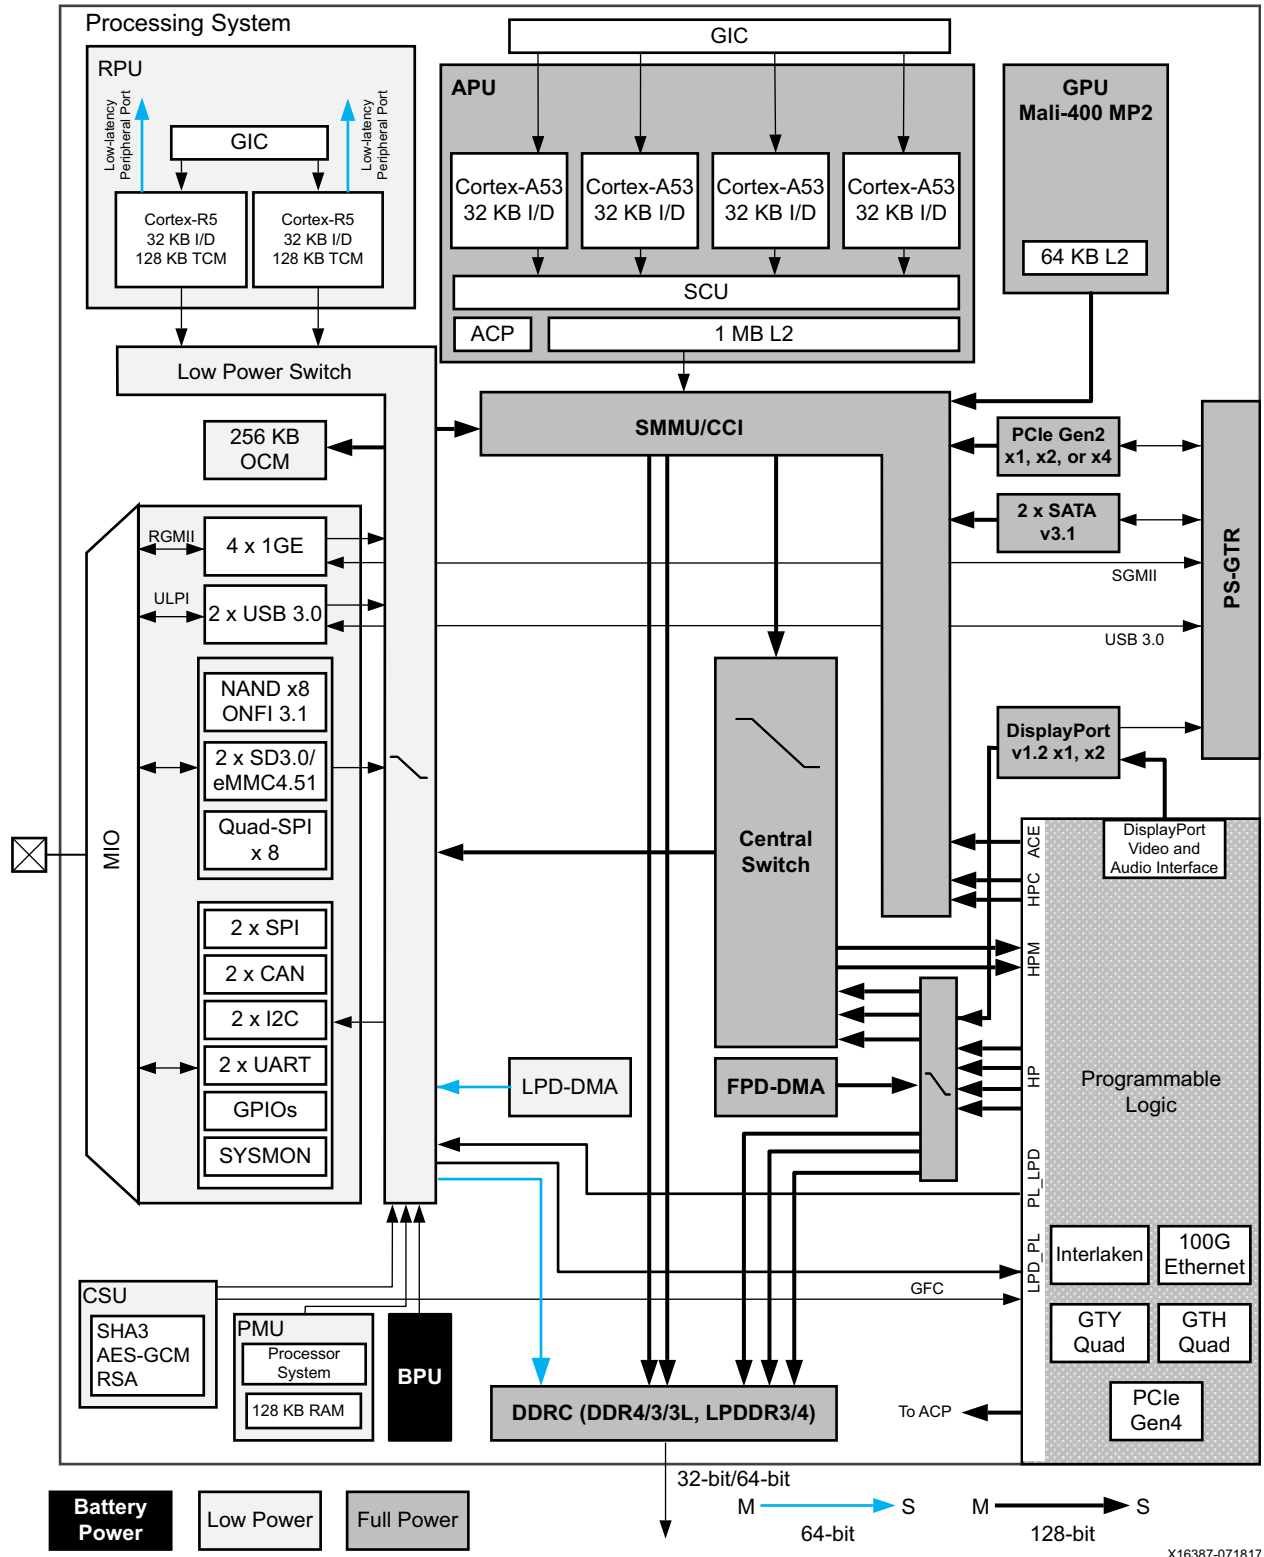 Processing System
RPU
Low-latency
Peripheral Port
Low-latency
Peripheral Port
GIC
Cortex-R5
32 KB I/D
128 KB TCM
Cortex-R5
32 KB I/D
128 KB TCM
GIC
APU
Cortex-A53
32 KB I/D
Cortex-A53
32 KB I/D
Cortex-A53
32 KB I/D
Cortex-A53
32 KB I/D
SCU
ACP
1 MB L2
GPU
Mali-400 MP2
64 KB L2
Low Power Switch
256 KB
OCM
SMMU/CCI
PCIe Gen2
x1, x2, or x4
2 x SATA
v3.1
PS-GTR
RGMII
4 x 1GE
SGMII
ULPI
2 x USB 3.0
USB 3.0
NAND x8
ONFI 3.1
2 x SD3.0/
eMMC4.51
Quad-SPI
x 8
MIO
Central
Switch
DisplayPort
v1.2 x1, x2
DisplayPort
Video and
Audio Interface
ACE
HPC
HPM
HP
PL_LPD
LPD_PL
2 x SPI
2 x CAN
2 x I2C
2 x UART
GPIOs
SYSMON
LPD-DMA
FPD-DMA
Programmable
Logic
Interlaken
100G
Ethernet
GTY
Quad
GTH
Quad
PCIe
Gen4
GFC
CSU
SHA3
AES-GCM
RSA
PMU
Processor
System
128 KB RAM
BPU
DDRC (DDR4/3/3L, LPDDR3/4)
To ACP
32-bit/64-bit
Battery
Power
Low Power
Full Power
M
S
64-bit
M
S
128-bit
X16387-071817